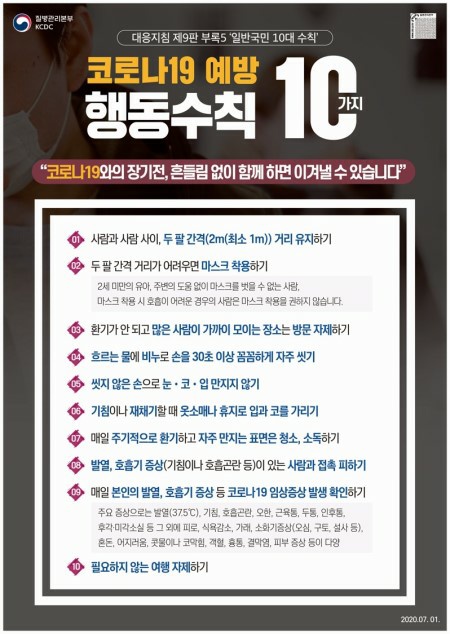 질병관리본부
KCDC
대응지침 제9판 부록5 '일반국민 10대 수칙'
코로나19 예방
행동수칙 10가지
“코로나19와의 장기전, 흔들림 없이 함께 하면 이겨낼 수 있습니다”
01 사람과 사람 사이, 두 팔 간격(2m(최소 1m)) 거리 유지하기
02 두 팔 간격 거리가 어려우면 마스크 착용하기
2세 미만의 유아, 주변의 도움 없이 마스크를 벗을 수 없는 사람,
마스크 착용 시 호흡이 어려운 경우의 사람은 마스크 착용을 권하지 않습니다.
03 환기가 안 되고 많은 사람이 가까이 모이는 장소는 방문 자제하기
04 흐르는 물에 비누로 손을 30초 이상 꼼꼼하게 자주 씻기
05 씻지 않은 손으로 눈·코·입 만지지 않기
06 기침이나 재채기할 때 옷소매나 휴지로 입과 코를 가리기
07 매일 주기적으로 환기하고 자주 만지는 표면은 청소, 소독하기
08 발열, 호흡기 증상(기침이나 호흡곤란 등)이 있는 사람과 접촉 피하기
09 매일 본인의 발열, 호흡기 증상 등 코로나19 임상증상 발생 확인하기
주요 증상으로는 발열(37.5℃), 기침, 호흡곤란, 오한, 근육통, 두통, 인후통,
후각·미각소실 등 그 외에 피로, 식욕감소, 가래, 소화기증상(오심, 구토, 설사 등),
혼돈, 어지러움, 콧물이나 코막힘, 객혈, 흉통, 결막염, 피부 증상 등이 다양
10 필요하지 않는 여행 자제하기
2020.07. 01.